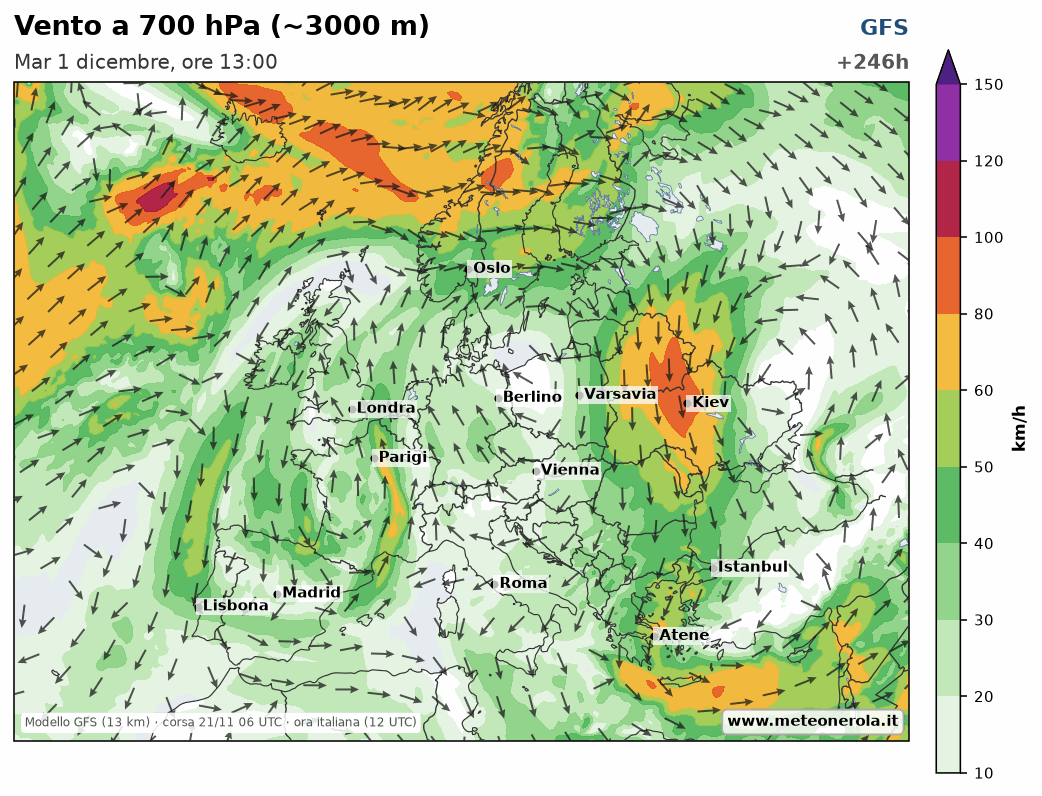 Vento a 700 hPa (~3000 m)
GFS
Mar 1 dicembre, ore 13:00
+246h
150
120
100
80
60
50
40
30
20
10
km/h
Oslo
Berlino
Varsavia
Kiev
Londra
Parigi
Vienna
Istanbul
Roma
Madrid
Lisbona
Atene
Modello GFS (13 km) · corsa 21/11 06 UTC · ora italiana (12 UTC)
www.meteonerola.it